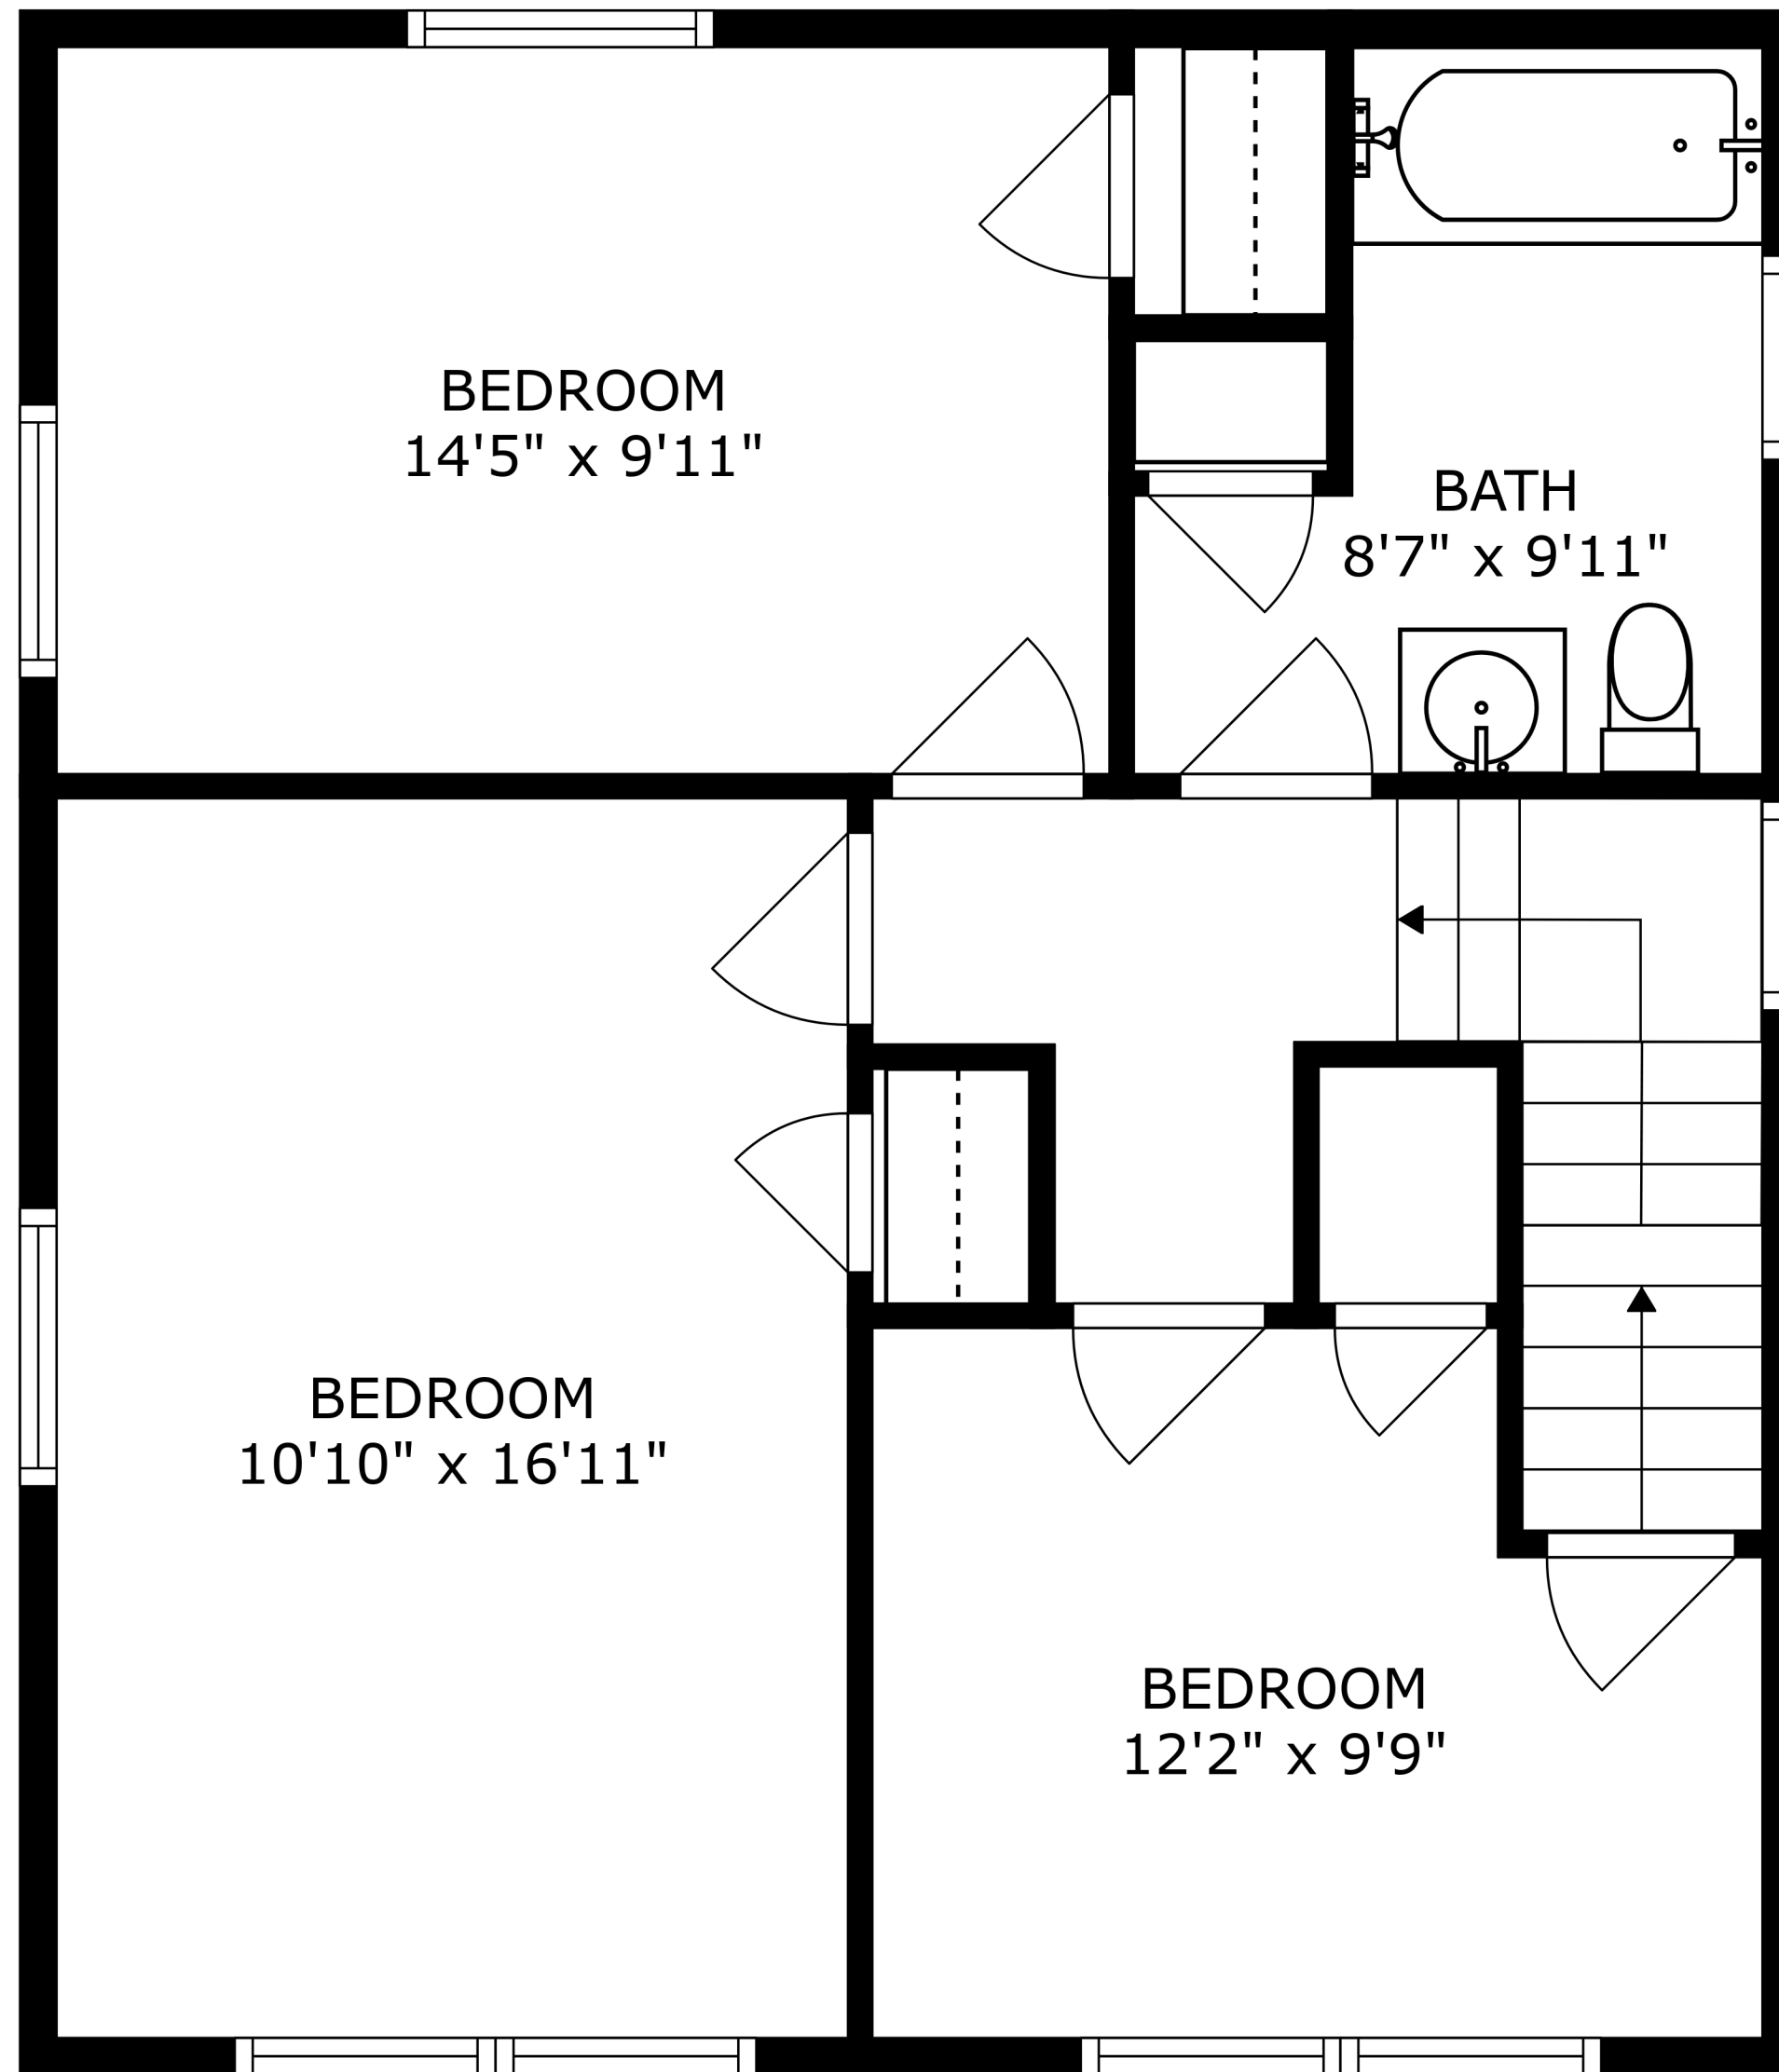 BEDROOM
14'5" x 9'11"
BATH
8'7" x 9'11"
BEDROOM
10'10" x 16'11"
BEDROOM
12'2" x 9'9"